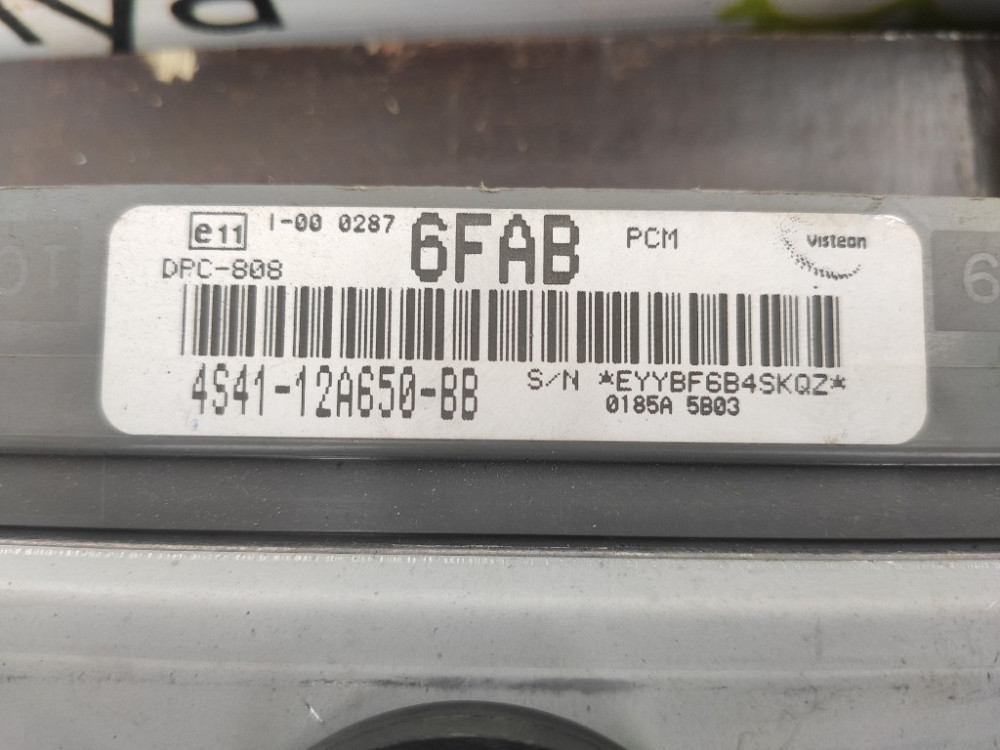 e11 I-00 0287 6FAB PCM Visteon
DPC-808
4S41-12A650-BB S/N *EYYBF6B4SKQZ*
0185A 5B03